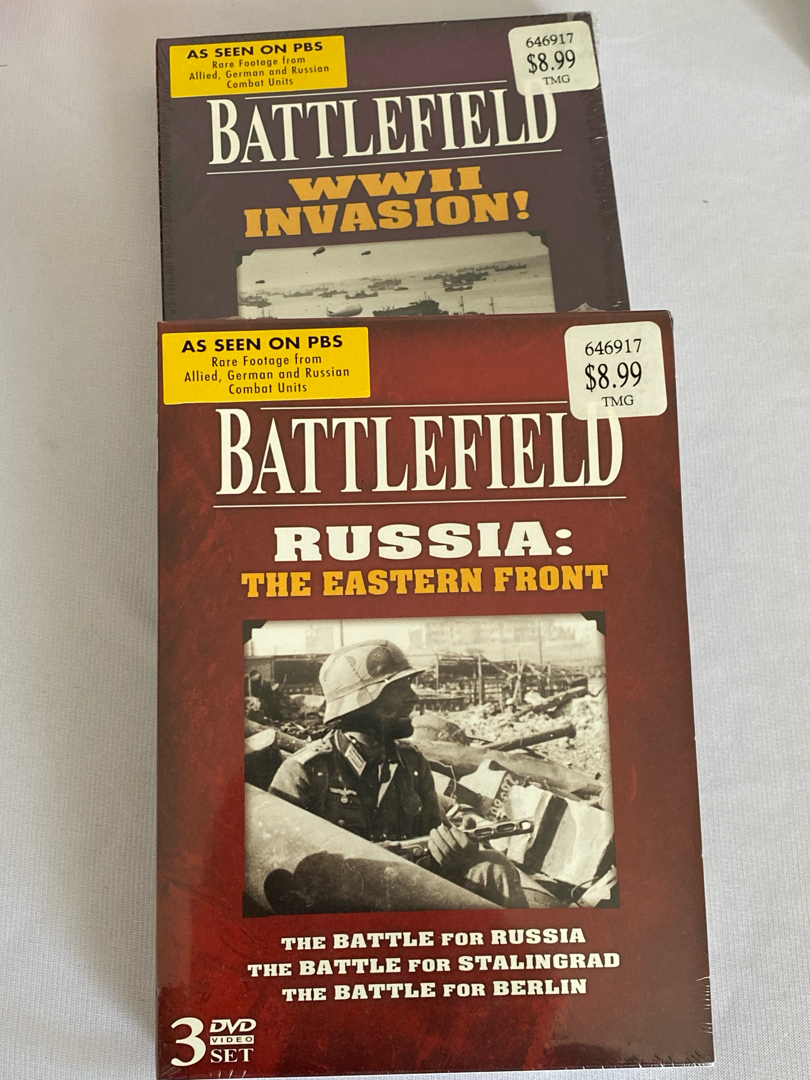 AS SEEN ON PBS
Rare Footage from
Allied, German and Russian
Combat Units
646917
$8.99
TMG
BATTLEFIELD
WWII
INVASION!
AS SEEN ON PBS
Rare Footage from
Allied, German and Russian
Combat Units
646917
$8.99
TMG
BATTLEFIELD
RUSSIA:
THE EASTERN FRONT
THE BATTLE FOR RUSSIA
THE BATTLE FOR STALINGRAD
THE BATTLE FOR BERLIN
3 DVD
VIDEO
SET